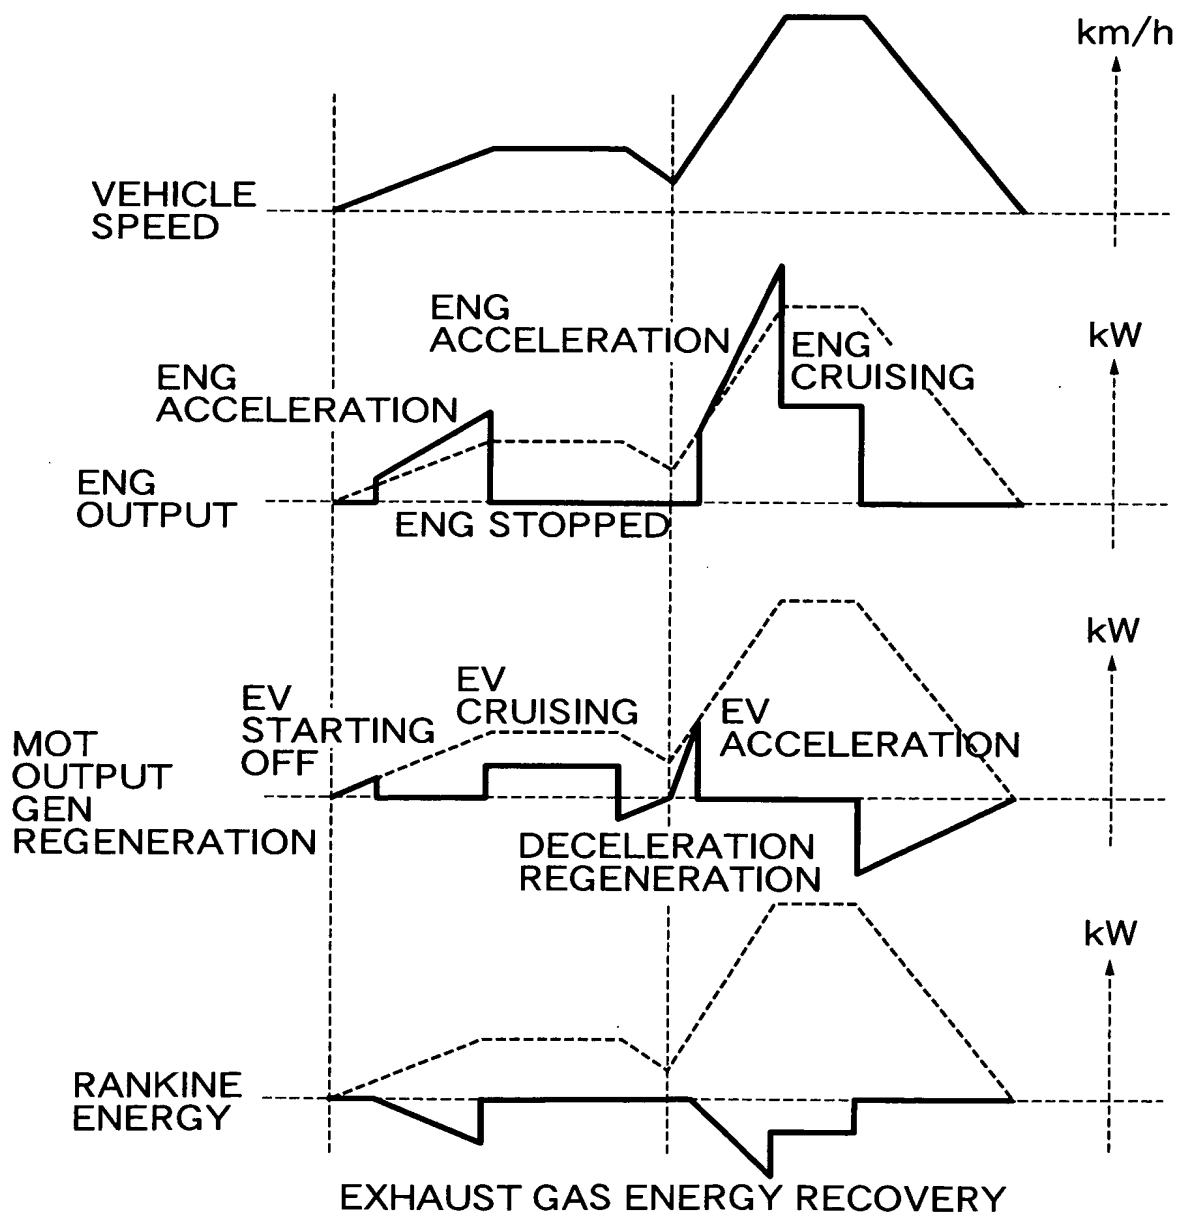 km/h
VEHICLE
SPEED
ENG
ACCELERATION
kW
ENG
CRUISING
ENG
ACCELERATION
ENG
OUTPUT
ENG STOPPED
kW
EV
CRUISING
EV
STARTING
OFF
EV
ACCELERATION
MOT
OUTPUT
GEN
REGENERATION
DECELERATION
REGENERATION
kW
RANKINE
ENERGY
EXHAUST GAS ENERGY RECOVERY